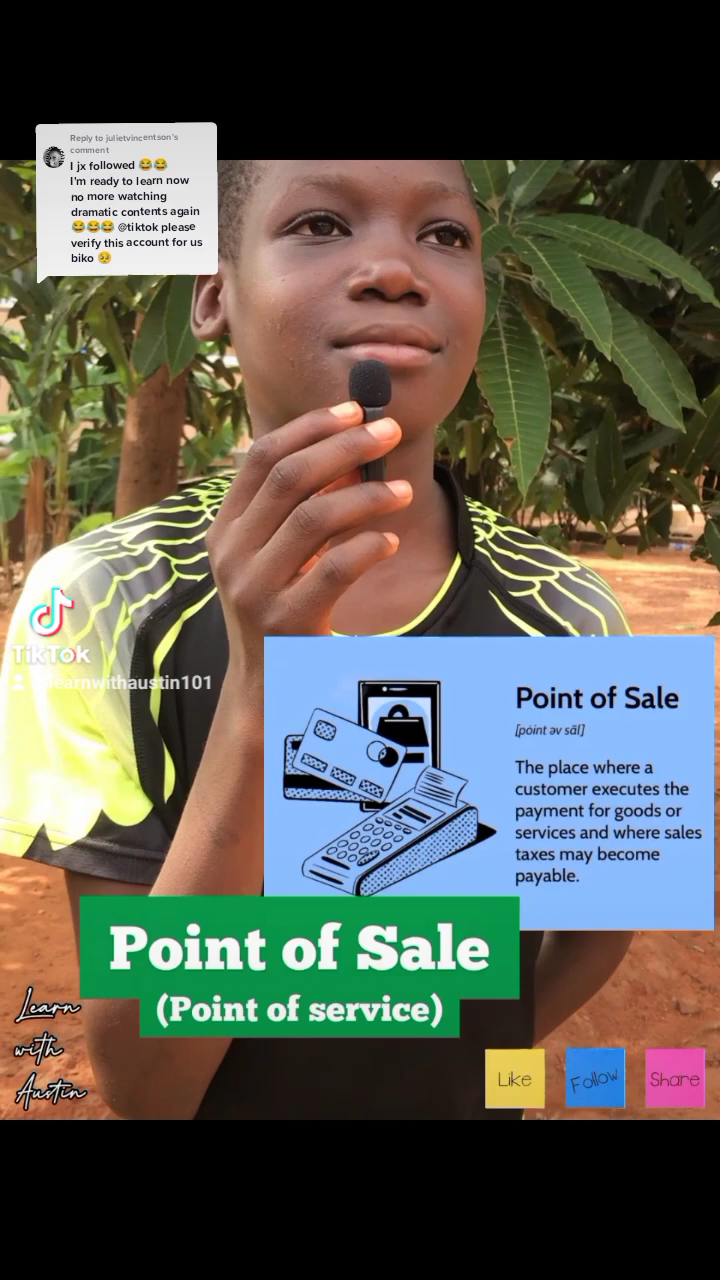 Reply to julietvincentson's
comment
I jx followed 😂😂
I'm ready to learn now
no more watching
dramatic contents again
😂😂😂 @tiktok please
verify this account for us
biko 🥺
TikTok
learnwithaustin101
Point of Sale
[point əv sāl]
The place where a
customer executes the
payment for goods or
services and where sales
taxes may become
payable.
Point of Sale
(Point of service)
Learn
with
Austin
Like
Follow
Share